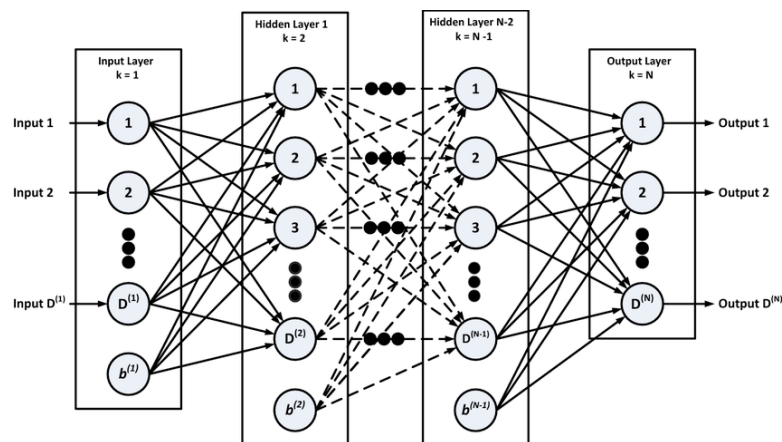 Input Layer
k = 1
Hidden Layer 1
k = 2
Hidden Layer N-2
k = N -1
Output Layer
k = N
Input 1
Input 2
Input D(1)
1
2
D(1)
b(1)
1
2
3
D(2)
b(2)
1
2
3
D(N-1)
b(N-1)
1
2
D(N)
Output 1
Output 2
Output D(N)